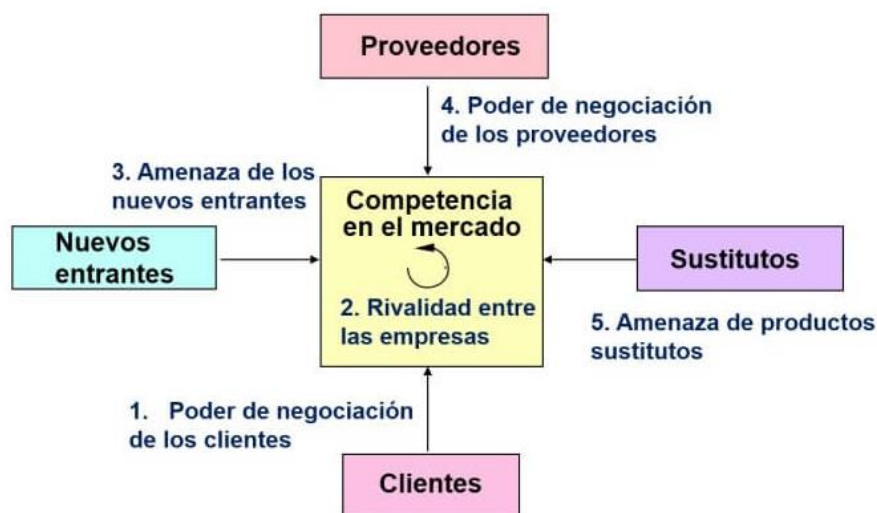 Proveedores
4. Poder de negociación
de los proveedores
3. Amenaza de los
nuevos entrantes
Competencia
en el mercado
Nuevos
entrantes
Sustitutos
2. Rivalidad entre
las empresas
5. Amenaza de productos
sustitutos
1. Poder de negociación
de los clientes
Clientes